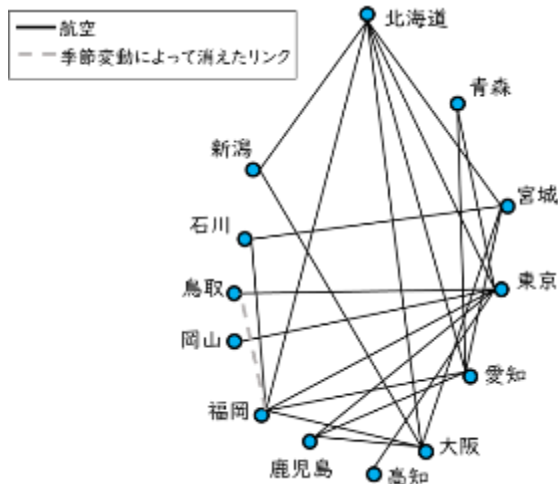 航空
季節変動によって消えたリンク
北海道
青森
新潟
宮城
石川
東京
鳥取
岡山
愛知
福岡
大阪
鹿児島
高知